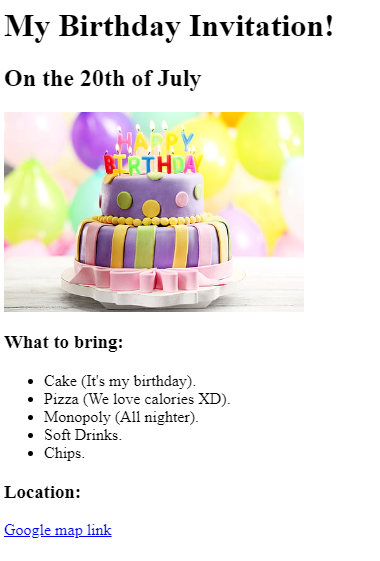 My Birthday Invitation!
On the 20th of July
HAPPY
BIRTHDAY
What to bring:
Cake (It's my birthday).
Pizza (We love calories XD).
Monopoly (All nighter).
Soft Drinks.
Chips.
Location:
Google map link